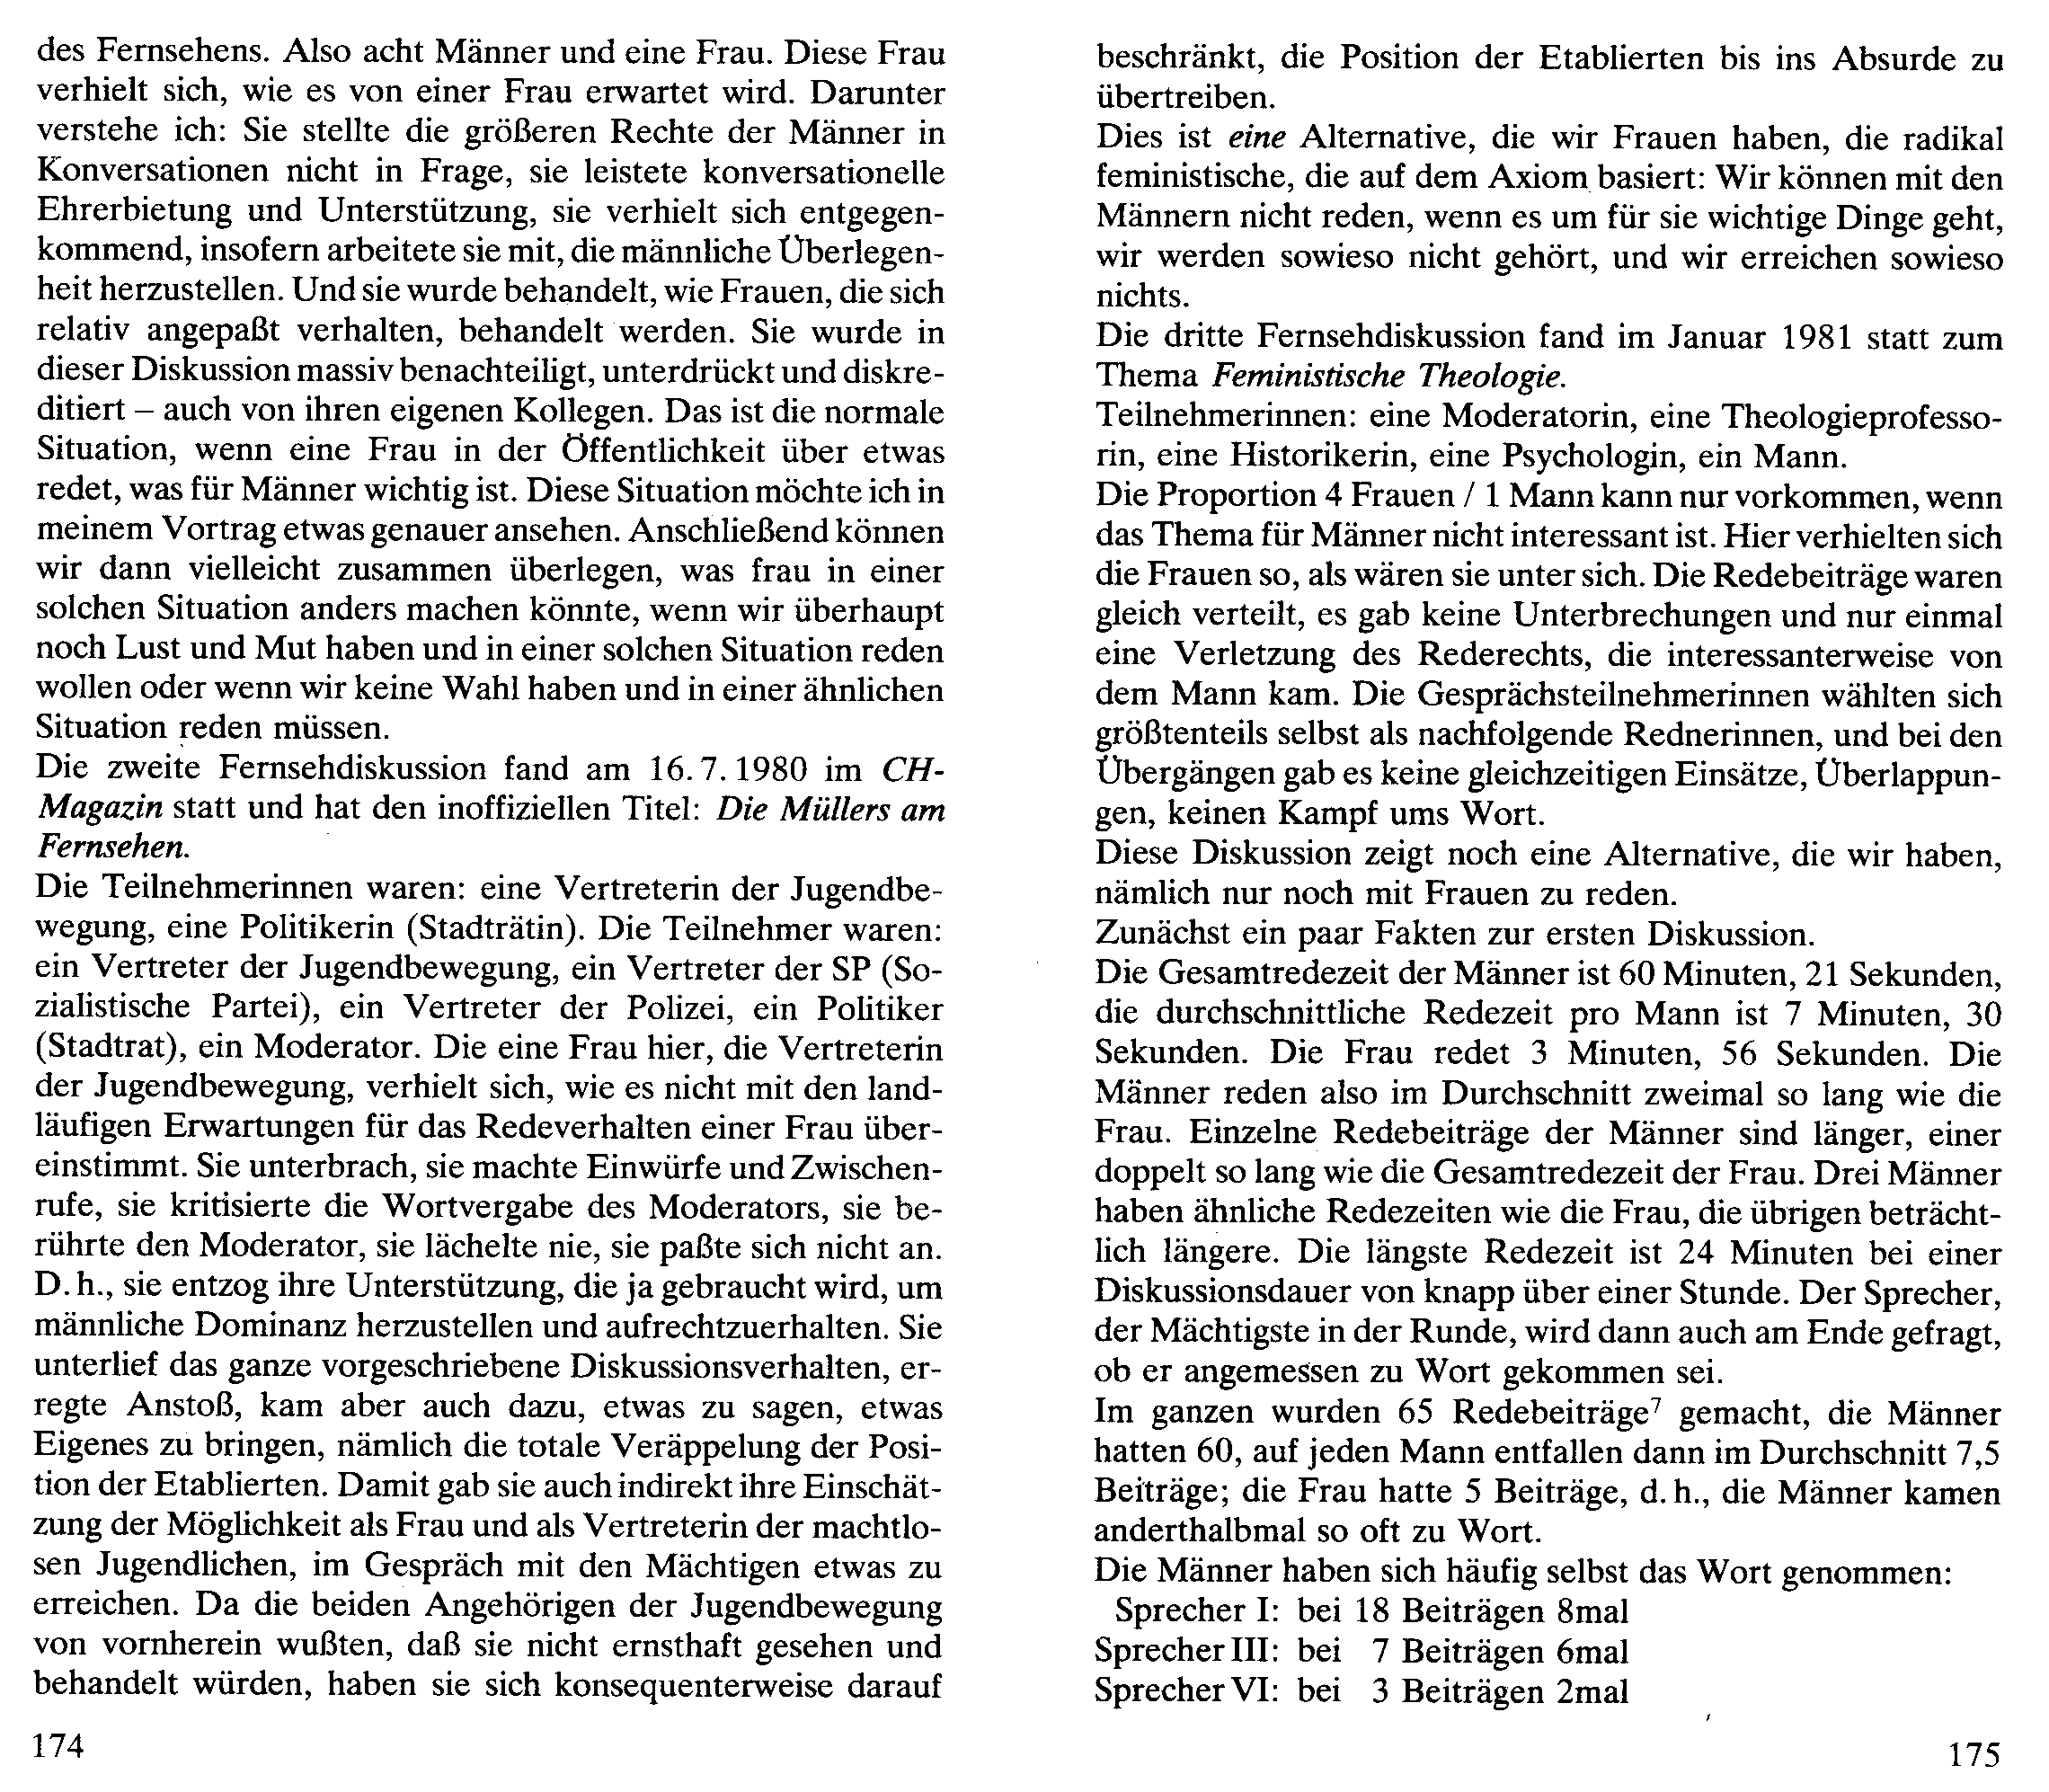 des Fernsehens. Also acht Männer und eine Frau. Diese Frau
verhielt sich, wie es von einer Frau erwartet wird. Darunter
verstehe ich: Sie stellte die größeren Rechte der Männer in
Konversationen nicht in Frage, sie leistete konversationelle
Ehrerbietung und Unterstützung, sie verhielt sich entgegen-
kommend, insofern arbeitete sie mit, die männliche Überlegen-
heit herzustellen. Und sie wurde behandelt, wie Frauen, die sich
relativ angepaßt verhalten, behandelt werden. Sie wurde in
dieser Diskussion massiv benachteiligt, unterdrückt und diskre-
ditiert – auch von ihren eigenen Kollegen. Das ist die normale
Situation, wenn eine Frau in der Öffentlichkeit über etwas
redet, was für Männer wichtig ist. Diese Situation möchte ich in
meinem Vortrag etwas genauer ansehen. Anschließend können
wir dann vielleicht zusammen überlegen, was frau in einer
solchen Situation anders machen könnte, wenn wir überhaupt
noch Lust und Mut haben und in einer solchen Situation reden
wollen oder wenn wir keine Wahl haben und in einer ähnlichen
Situation reden müssen.
Die zweite Fernsehdiskussion fand am 16. 7. 1980 im CH-
Magazin statt und hat den inoffiziellen Titel: Die Müllers am
Fernsehen.
Die Teilnehmerinnen waren: eine Vertreterin der Jugendbe-
wegung, eine Politikerin (Stadträtin). Die Teilnehmer waren:
ein Vertreter der Jugendbewegung, ein Vertreter der SP (So-
zialistische Partei), ein Vertreter der Polizei, ein Politiker
(Stadtrat), ein Moderator. Die eine Frau hier, die Vertreterin
der Jugendbewegung, verhielt sich, wie es nicht mit den land-
läufigen Erwartungen für das Redeverhalten einer Frau über-
einstimmt. Sie unterbrach, sie machte Einwürfe und Zwischen-
rufe, sie kritisierte die Wortvergabe des Moderators, sie be-
rührte den Moderator, sie lächelte nie, sie paßte sich nicht an.
D. h., sie entzog ihre Unterstützung, die ja gebraucht wird, um
männliche Dominanz herzustellen und aufrechtzuerhalten. Sie
unterlief das ganze vorgeschriebene Diskussionsverhalten, er-
regte Anstoß, kam aber auch dazu, etwas zu sagen, etwas
Eigenes zu bringen, nämlich die totale Veräppelung der Posi-
tion der Etablierten. Damit gab sie auch indirekt ihre Einschät-
zung der Möglichkeit als Frau und als Vertreterin der machtlo-
sen Jugendlichen, im Gespräch mit den Mächtigen etwas zu
erreichen. Da die beiden Angehörigen der Jugendbewegung
von vornherein wußten, daß sie nicht ernsthaft gesehen und
behandelt würden, haben sie sich konsequenterweise darauf
174
beschränkt, die Position der Etablierten bis ins Absurde zu
übertreiben.
Dies ist eine Alternative, die wir Frauen haben, die radikal
feministische, die auf dem Axiom basiert: Wir können mit den
Männern nicht reden, wenn es um für sie wichtige Dinge geht,
wir werden sowieso nicht gehört, und wir erreichen sowieso
nichts.
Die dritte Fernsehdiskussion fand im Januar 1981 statt zum
Thema Feministische Theologie.
Teilnehmerinnen: eine Moderatorin, eine Theologieprofesso-
rin, eine Historikerin, eine Psychologin, ein Mann.
Die Proportion 4 Frauen / 1 Mann kann nur vorkommen, wenn
das Thema für Männer nicht interessant ist. Hier verhielten sich
die Frauen so, als wären sie unter sich. Die Redebeiträge waren
gleich verteilt, es gab keine Unterbrechungen und nur einmal
eine Verletzung des Rederechts, die interessanterweise von
dem Mann kam. Die Gesprächsteilnehmerinnen wählten sich
größtenteils selbst als nachfolgende Rednerinnen, und bei den
Übergängen gab es keine gleichzeitigen Einsätze, Überlappun-
gen, keinen Kampf ums Wort.
Diese Diskussion zeigt noch eine Alternative, die wir haben,
nämlich nur noch mit Frauen zu reden.
Zunächst ein paar Fakten zur ersten Diskussion.
Die Gesamtredezeit der Männer ist 60 Minuten, 21 Sekunden,
die durchschnittliche Redezeit pro Mann ist 7 Minuten, 30
Sekunden. Die Frau redet 3 Minuten, 56 Sekunden. Die
Männer reden also im Durchschnitt zweimal so lang wie die
Frau. Einzelne Redebeiträge der Männer sind länger, einer
doppelt so lang wie die Gesamtredezeit der Frau. Drei Männer
haben ähnliche Redezeiten wie die Frau, die übrigen beträcht-
lich längere. Die längste Redezeit ist 24 Minuten bei einer
Diskussionsdauer von knapp über einer Stunde. Der Sprecher,
der Mächtigste in der Runde, wird dann auch am Ende gefragt,
ob er angemessen zu Wort gekommen sei.
Im ganzen wurden 65 Redebeiträge⁷ gemacht, die Männer
hatten 60, auf jeden Mann entfallen dann im Durchschnitt 7,5
Beiträge; die Frau hatte 5 Beiträge, d. h., die Männer kamen
anderthalbmal so oft zu Wort.
Die Männer haben sich häufig selbst das Wort genommen:
Sprecher I: bei 18 Beiträgen 8mal
Sprecher III: bei 7 Beiträgen 6mal
Sprecher VI: bei 3 Beiträgen 2mal
175